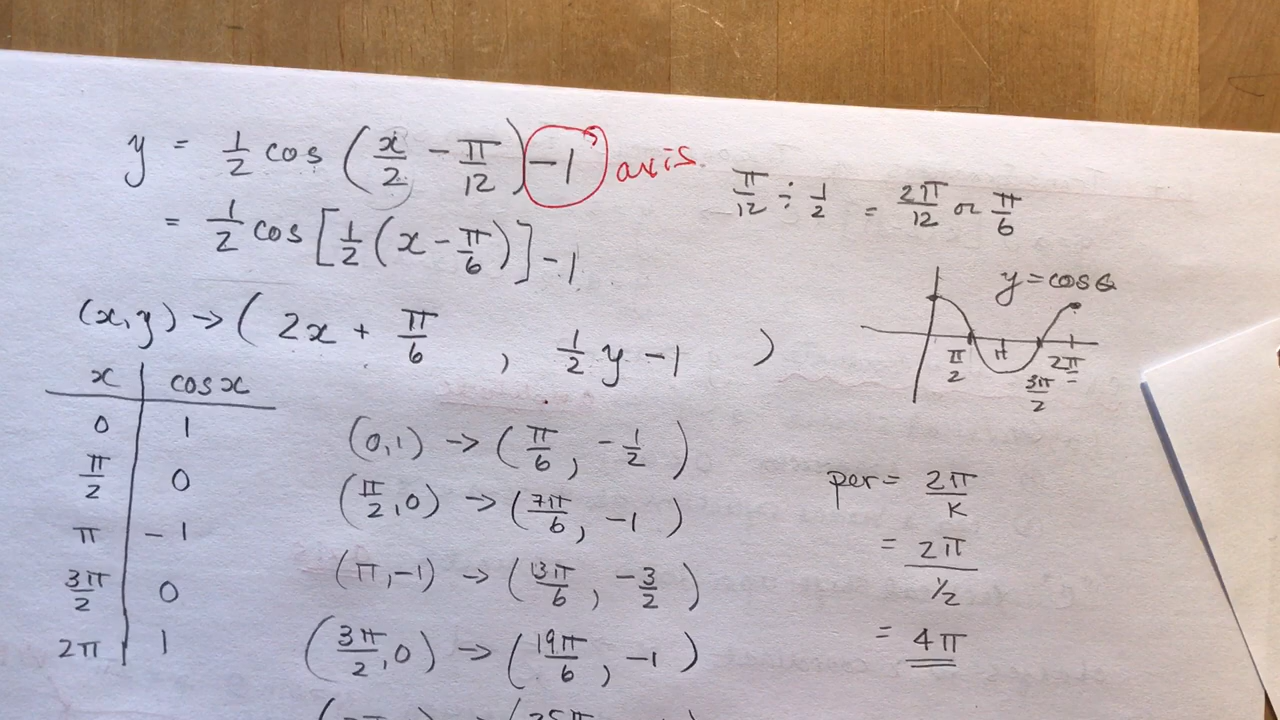 y = 1/2 cos (x/2 - π/12) - 1 axis
π/12 ÷ 1/2 = 2π/12 or π/6
= 1/2 cos [1/2 (x - π/6)] - 1
y = cos θ
π/2 π 3π/2 2π
(x, y) → (2x + π/6, 1/2 y - 1)
x cos x
0 1
π/2 0
π -1
3π/2 0
2π 1
(0, 1) → (π/6, -1/2)
(π/2, 0) → (7π/6, -1)
(π, -1) → (13π/6, -3/2)
(3π/2, 0) → (19π/6, -1)
per = 2π/K
= 2π/1/2
= 4π